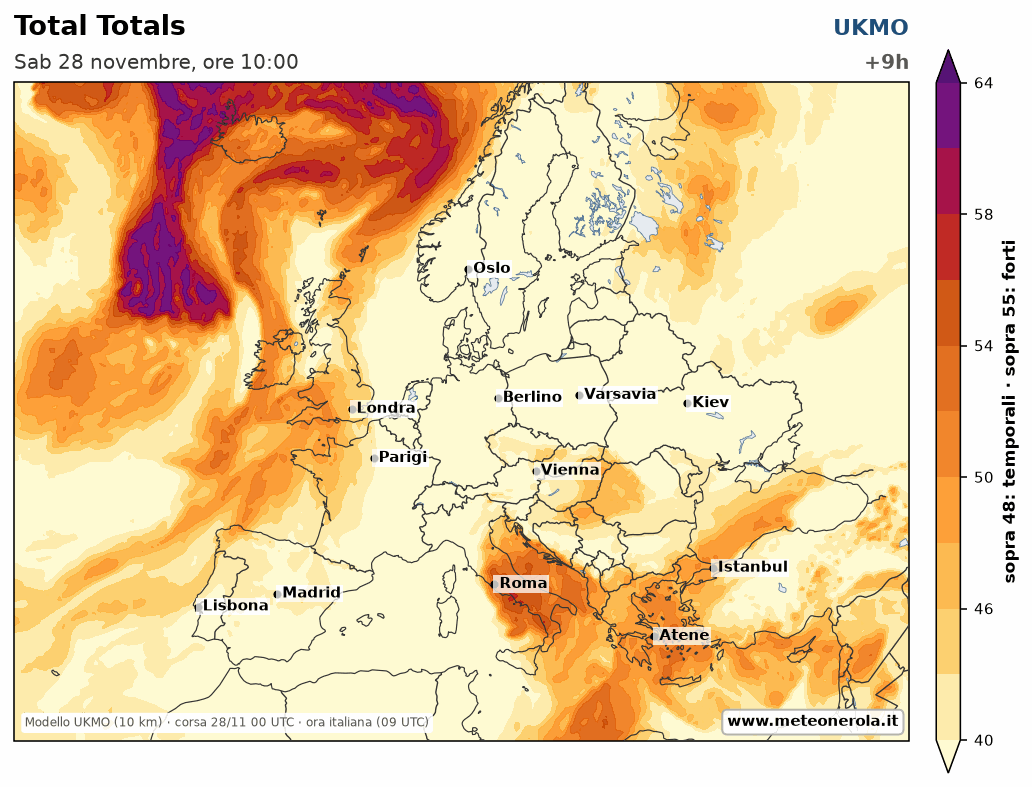 Total Totals
UKMO
Sab 28 novembre, ore 10:00
+9h
64
58
54
50
46
40
sopra 48: temporali · sopra 55: forti
Oslo
Berlino
Varsavia
Kiev
Londra
Parigi
Vienna
Istanbul
Roma
Madrid
Lisbona
Atene
Modello UKMO (10 km) · corsa 28/11 00 UTC · ora italiana (09 UTC)
www.meteonerola.it